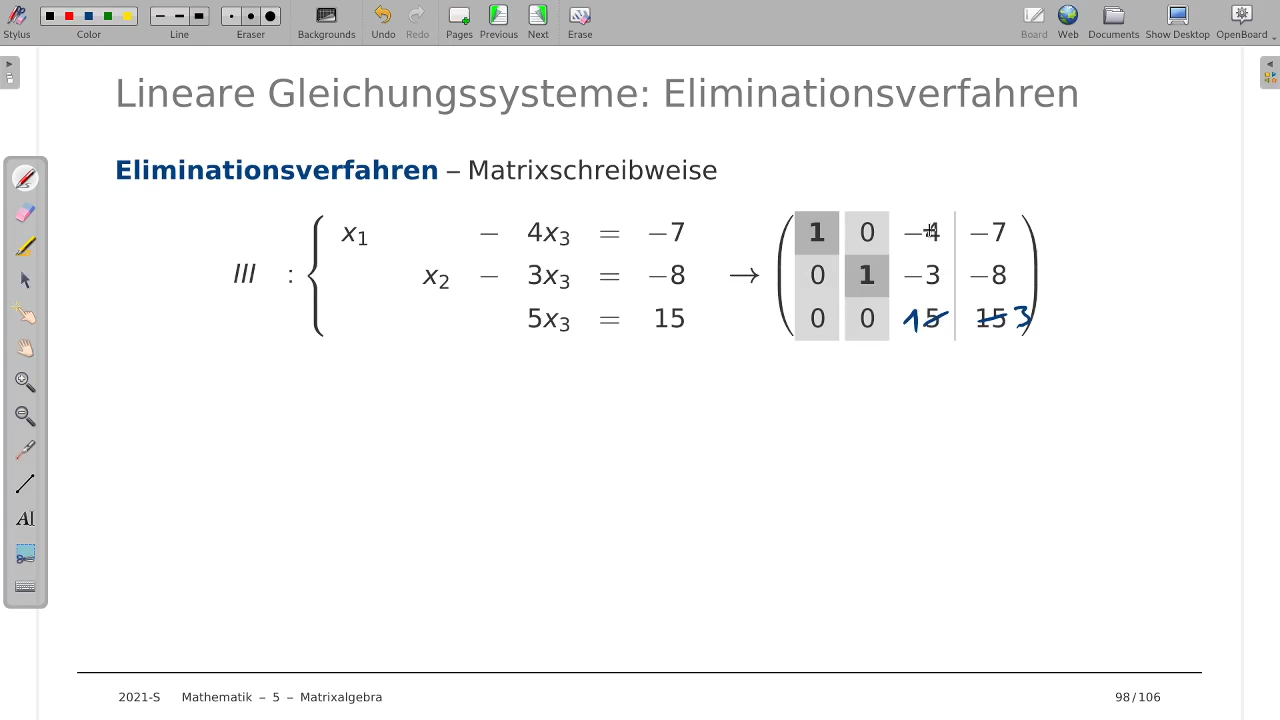 Stylus Color Line Eraser Backgrounds Undo Redo Pages Previous Next Erase Board Web Documents Show Desktop OpenBoard
Lineare Gleichungssysteme: Eliminationsverfahren
Eliminationsverfahren – Matrixschreibweise
x₁ − 4x₃ = −7 1 0 −4 −7
III : x₂ − 3x₃ = −8 → 0 1 −3 −8
5x₃ = 15 0 0 1 5 15 3
2021-S Mathematik – 5 – Matrixalgebra 98/106